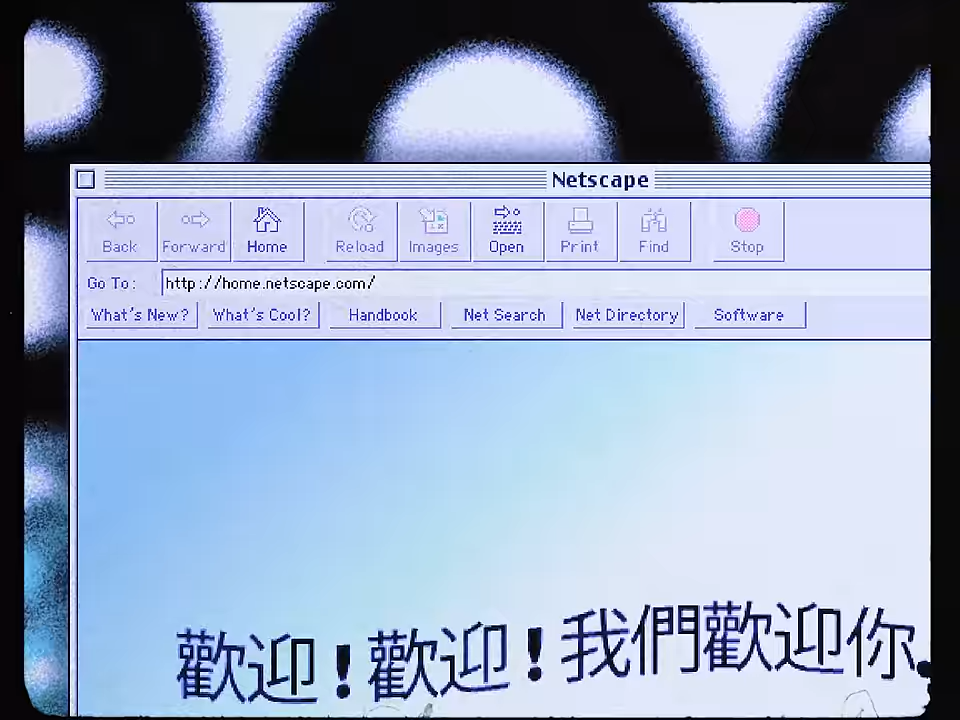 Netscape
Back Forward Home Reload Images Open Print Find Stop
Go To: http://home.netscape.com/
What's New? What's Cool? Handbook Net Search Net Directory Software
歡迎!歡迎!我們歡迎你.